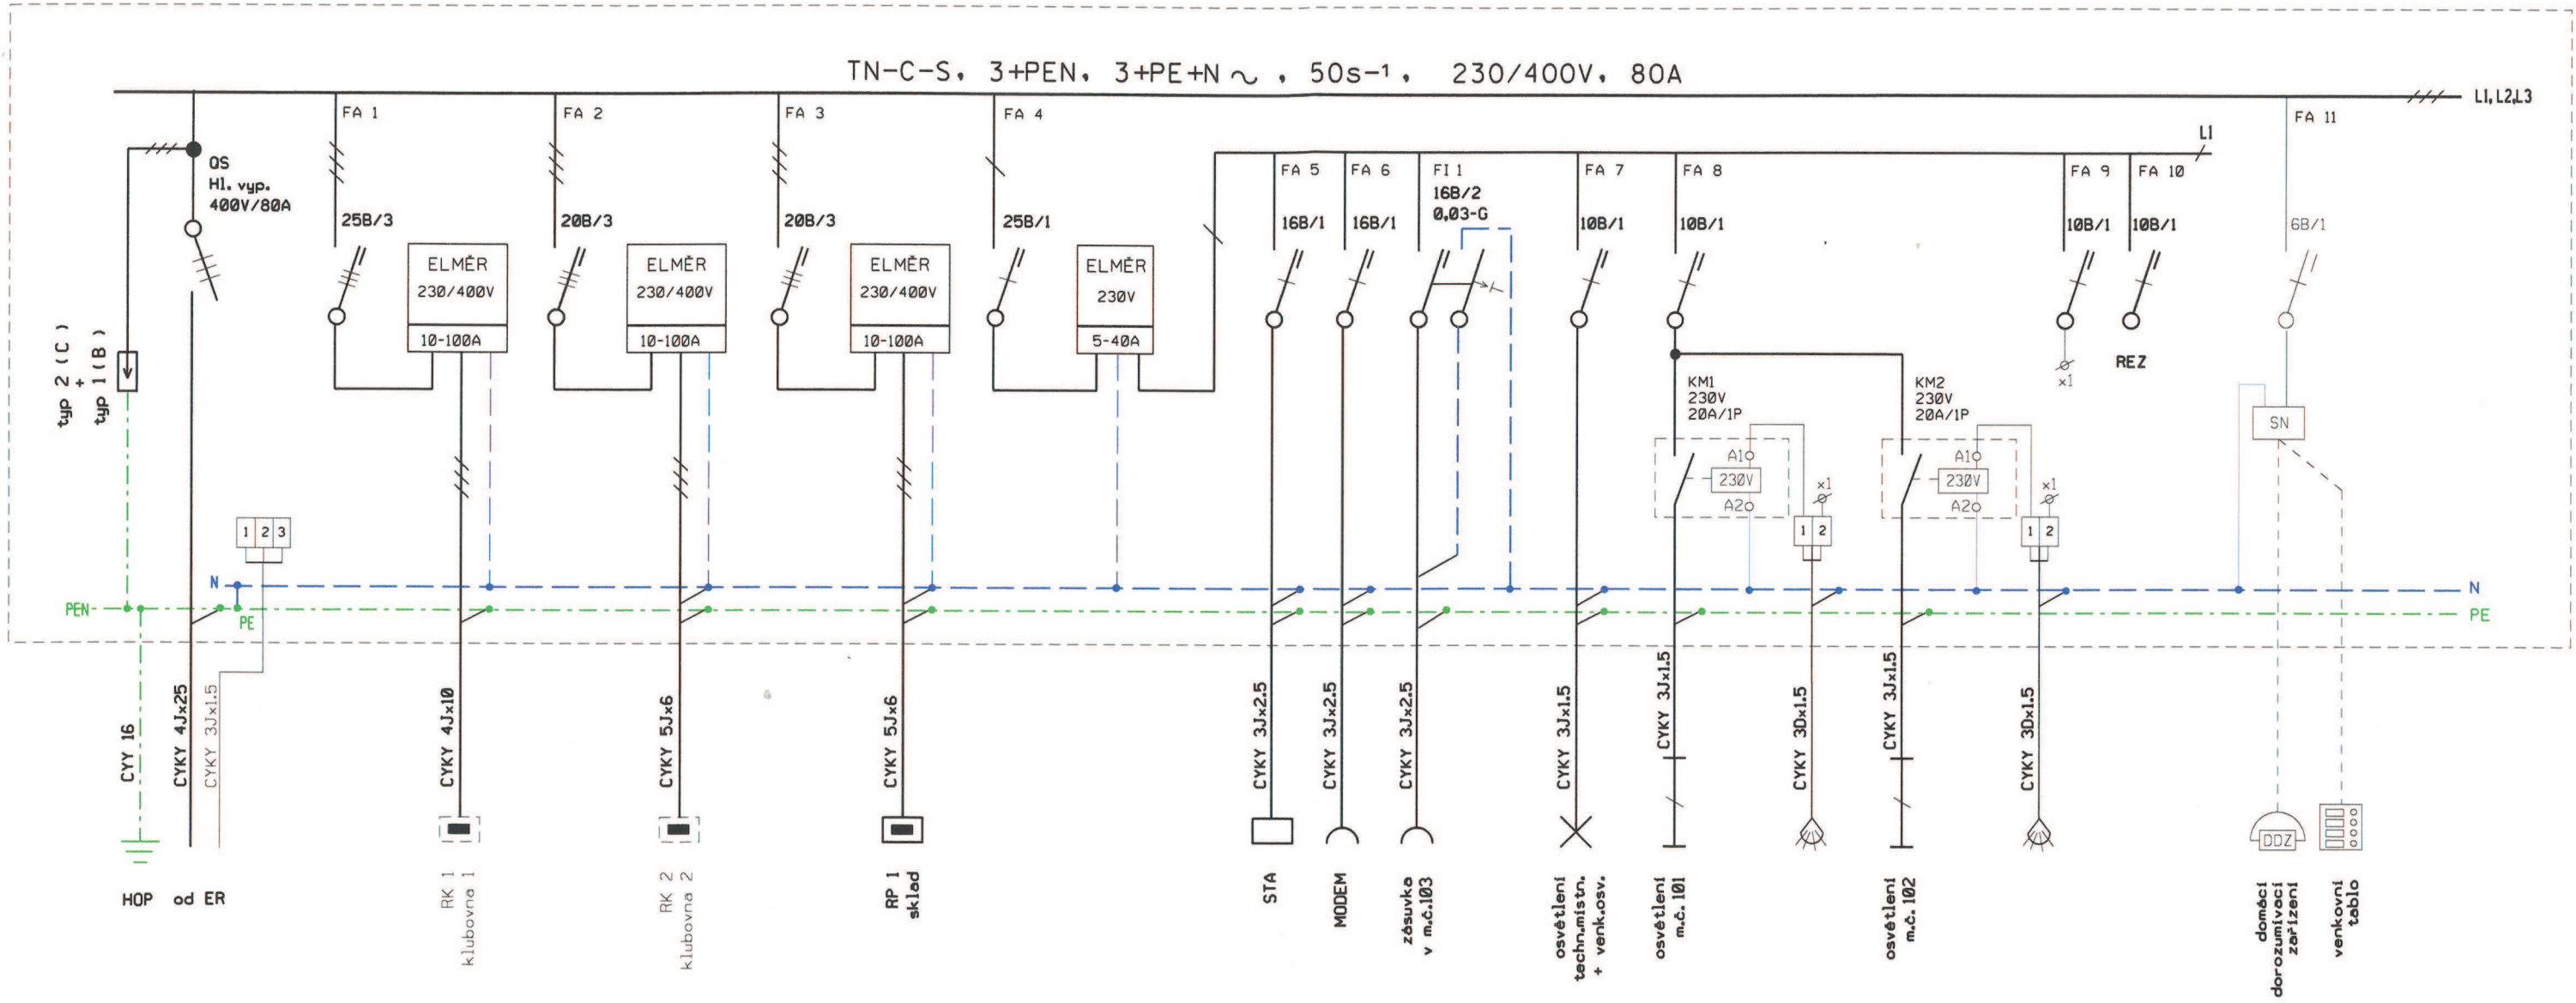 TN-C-S, 3+PEN, 3+PE+N ~ , 50s-¹, 230/400V, 80A
L1, L2,L3
QS
Hl. vyp.
400V/80A
FA 1
25B/3
FA 2
20B/3
FA 3
20B/3
FA 4
25B/1
FA 5
16B/1
FA 6
16B/1
FI 1
16B/2
0,03-G
FA 7
10B/1
FA 8
10B/1
FA 9
10B/1
FA 10
10B/1
L1
FA 11
6B/1
ELMĚR
230/400V
10-100A
ELMĚR
230/400V
10-100A
ELMĚR
230/400V
10-100A
ELMĚR
230V
5-40A
typ 2 (C)
+
typ 1 (B)
x1
REZ
KM1
230V
20A/1P
A1
230V
A2
x1
1 2
KM2
230V
20A/1P
A1
230V
A2
x1
1 2
SN
1 2 3
N
N
PEN
PE
PE
CYY 16
CYKY 4Jx25
CYKY 3Jx1.5
CYKY 4Jx10
CYKY 5Jx6
CYKY 5Jx6
CYKY 3Jx2.5
CYKY 3Jx2.5
CYKY 3Jx2.5
CYKY 3Jx1.5
CYKY 3Jx1.5
CYKY 3Dx1.5
CYKY 3Jx1.5
CYKY 3Dx1.5
DDZ
HOP
od ER
RK 1
klubovna 1
RK 2
klubovna 2
RP 1
sklad
STA
MODEM
zásuvka
v m.č.103
osvětlení
techn.místn.
+ venk.osv.
osvětlení
m.č. 101
osvětlení
m.č. 102
domácí
dorozumívací
zařízení
venkovní
tablo